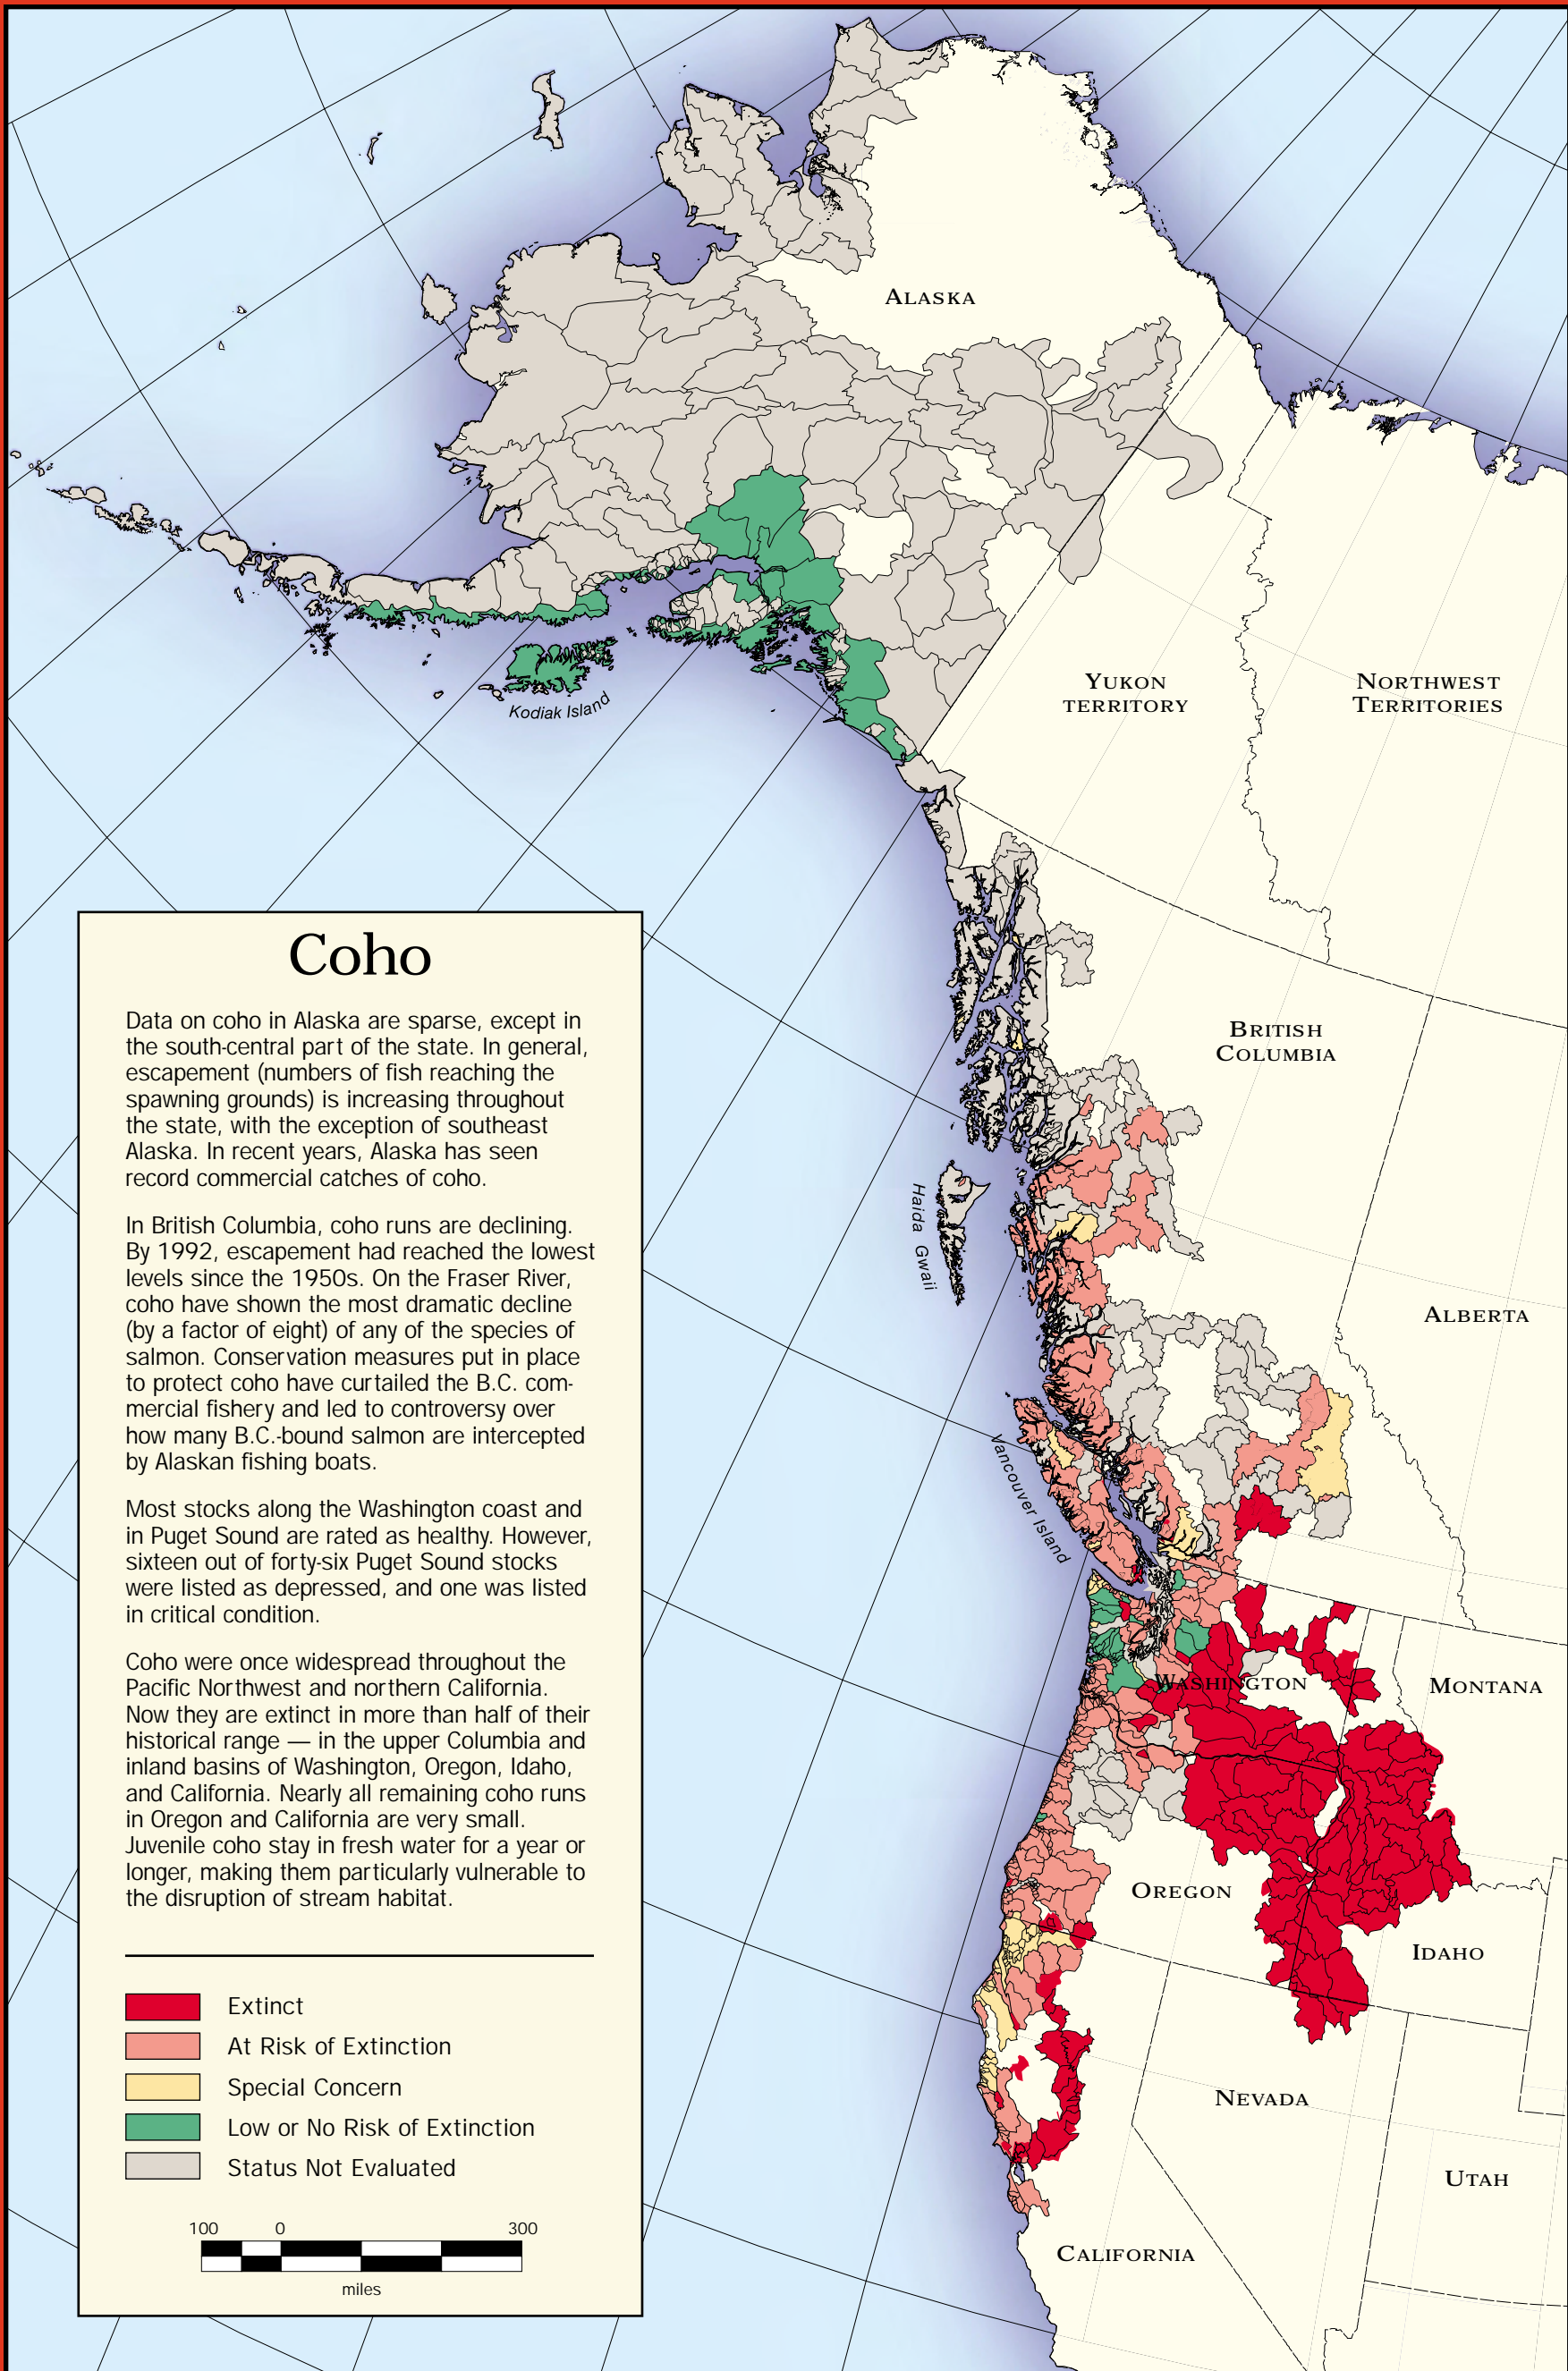 ALASKA
YUKON
TERRITORY
NORTHWEST
TERRITORIES
Kodiak Island
BRITISH
COLUMBIA
Haida Gwaii
ALBERTA
Vancouver Island
WASHINGTON
MONTANA
OREGON
IDAHO
NEVADA
UTAH
CALIFORNIA
Coho
Data on coho in Alaska are sparse, except in
the south-central part of the state. In general,
escapement (numbers of fish reaching the
spawning grounds) is increasing throughout
the state, with the exception of southeast
Alaska. In recent years, Alaska has seen
record commercial catches of coho.
In British Columbia, coho runs are declining.
By 1992, escapement had reached the lowest
levels since the 1950s. On the Fraser River,
coho have shown the most dramatic decline
(by a factor of eight) of any of the species of
salmon. Conservation measures put in place
to protect coho have curtailed the B.C. com-
mercial fishery and led to controversy over
how many B.C.-bound salmon are intercepted
by Alaskan fishing boats.
Most stocks along the Washington coast and
in Puget Sound are rated as healthy. However,
sixteen out of forty-six Puget Sound stocks
were listed as depressed, and one was listed
in critical condition.
Coho were once widespread throughout the
Pacific Northwest and northern California.
Now they are extinct in more than half of their
historical range — in the upper Columbia and
inland basins of Washington, Oregon, Idaho,
and California. Nearly all remaining coho runs
in Oregon and California are very small.
Juvenile coho stay in fresh water for a year or
longer, making them particularly vulnerable to
the disruption of stream habitat.
Extinct
At Risk of Extinction
Special Concern
Low or No Risk of Extinction
Status Not Evaluated
100 0 300
miles